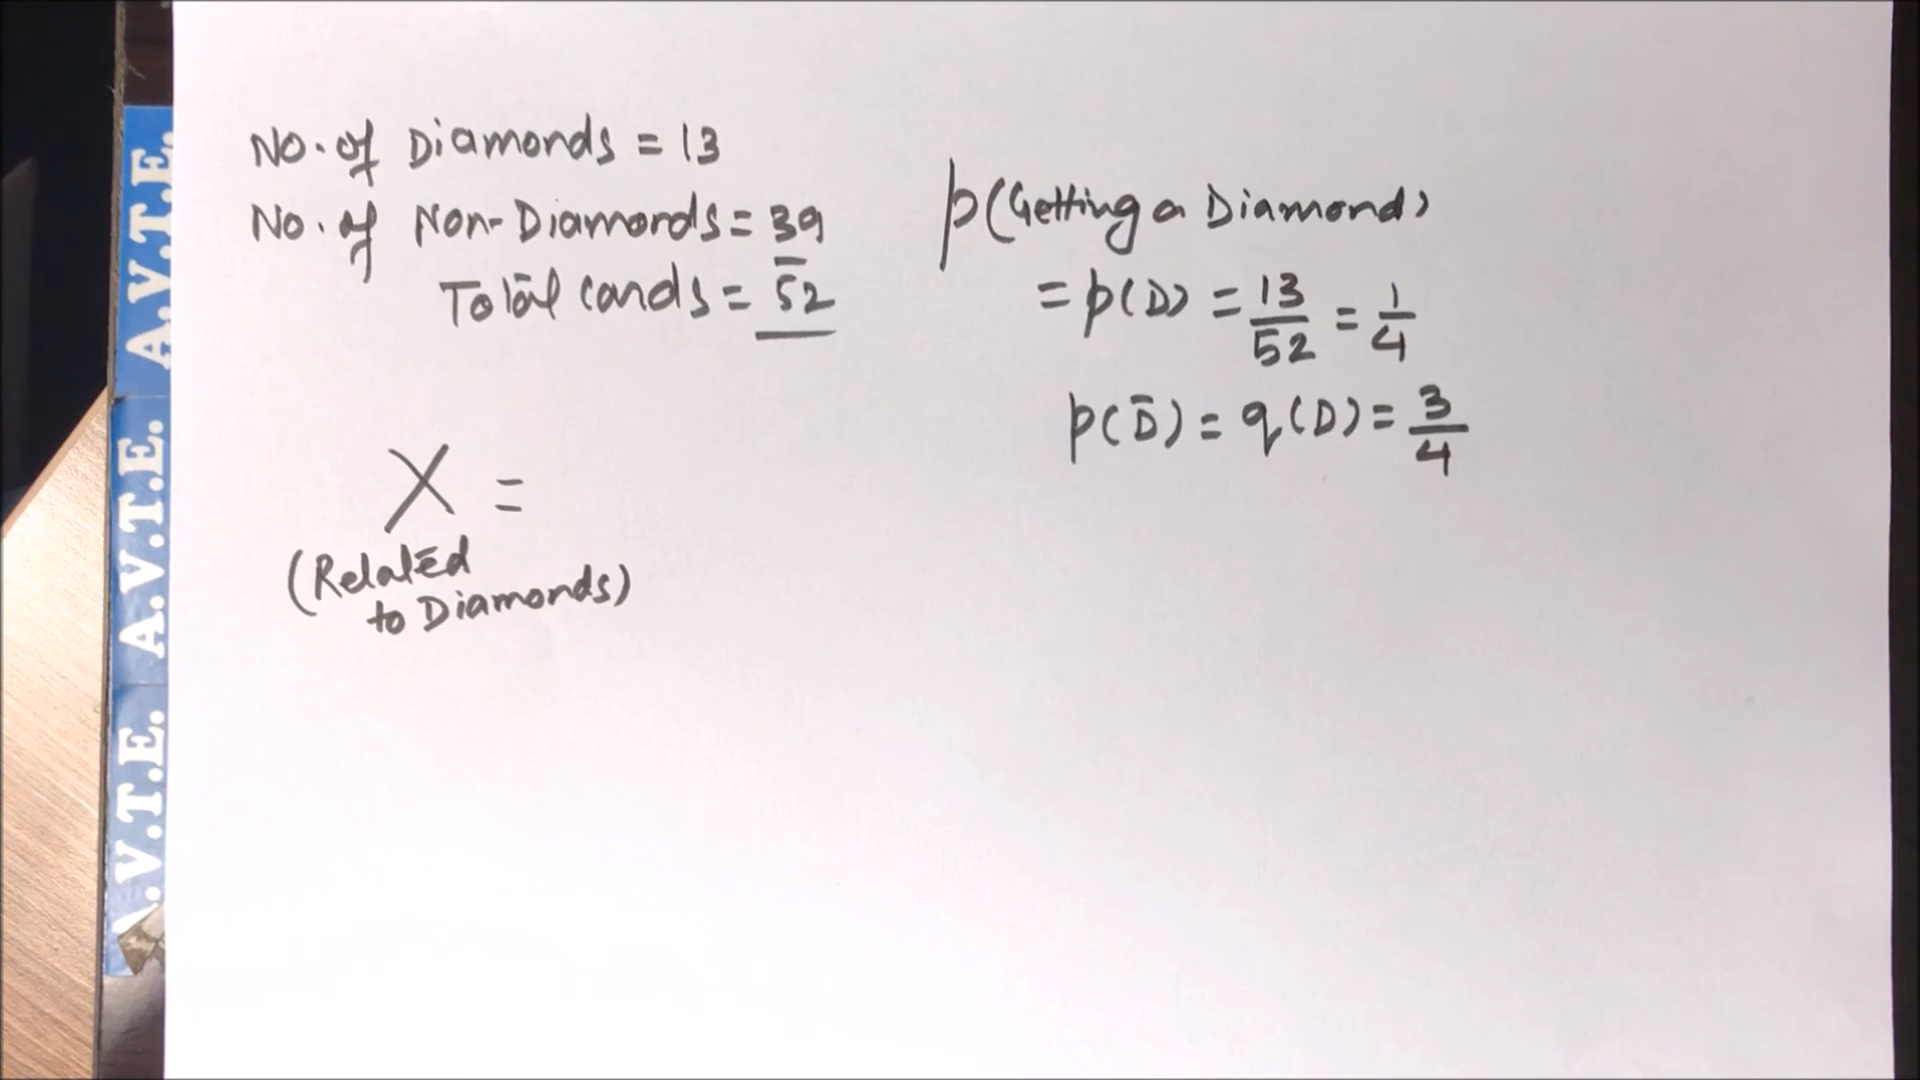 No. of Diamonds = 13
No. of Non-Diamonds = 39
Total cards = 52
X =
(Related
to Diamonds)
p(Getting a Diamond)
= p(D) = 13/52 = 1/4
p(D̄) = q(D) = 3/4
A.V.T.E.
A.V.T.E.
A.V.T.E.